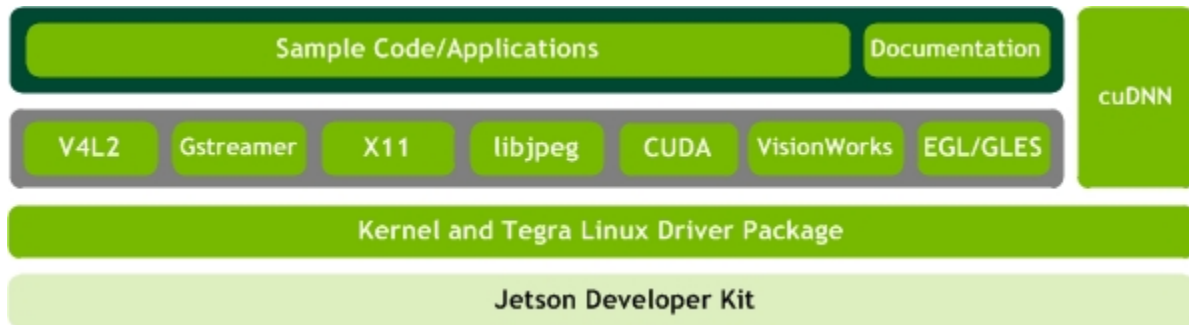 Sample Code/Applications
Documentation
cuDNN
V4L2
Gstreamer
X11
libjpeg
CUDA
VisionWorks
EGL/GLES
Kernel and Tegra Linux Driver Package
Jetson Developer Kit